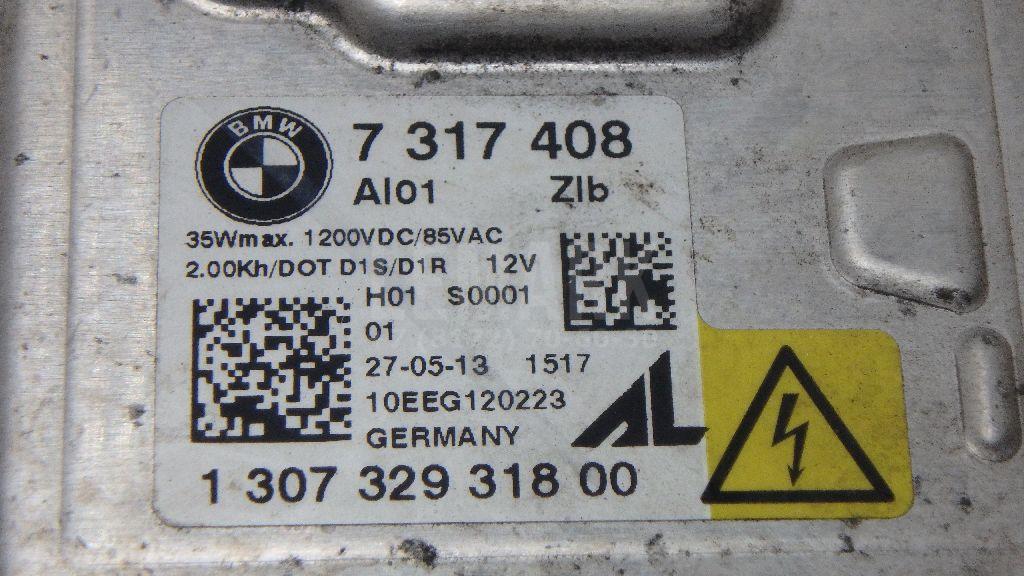 BMW
7 317 408
AI01 ZIb
35Wmax. 1200VDC/85VAC
2.00Kh/DOT D1S/D1R 12V
H01 S0001
01
27-05-13 1517
10EEG120223
GERMANY
AL
1 307 329 318 00